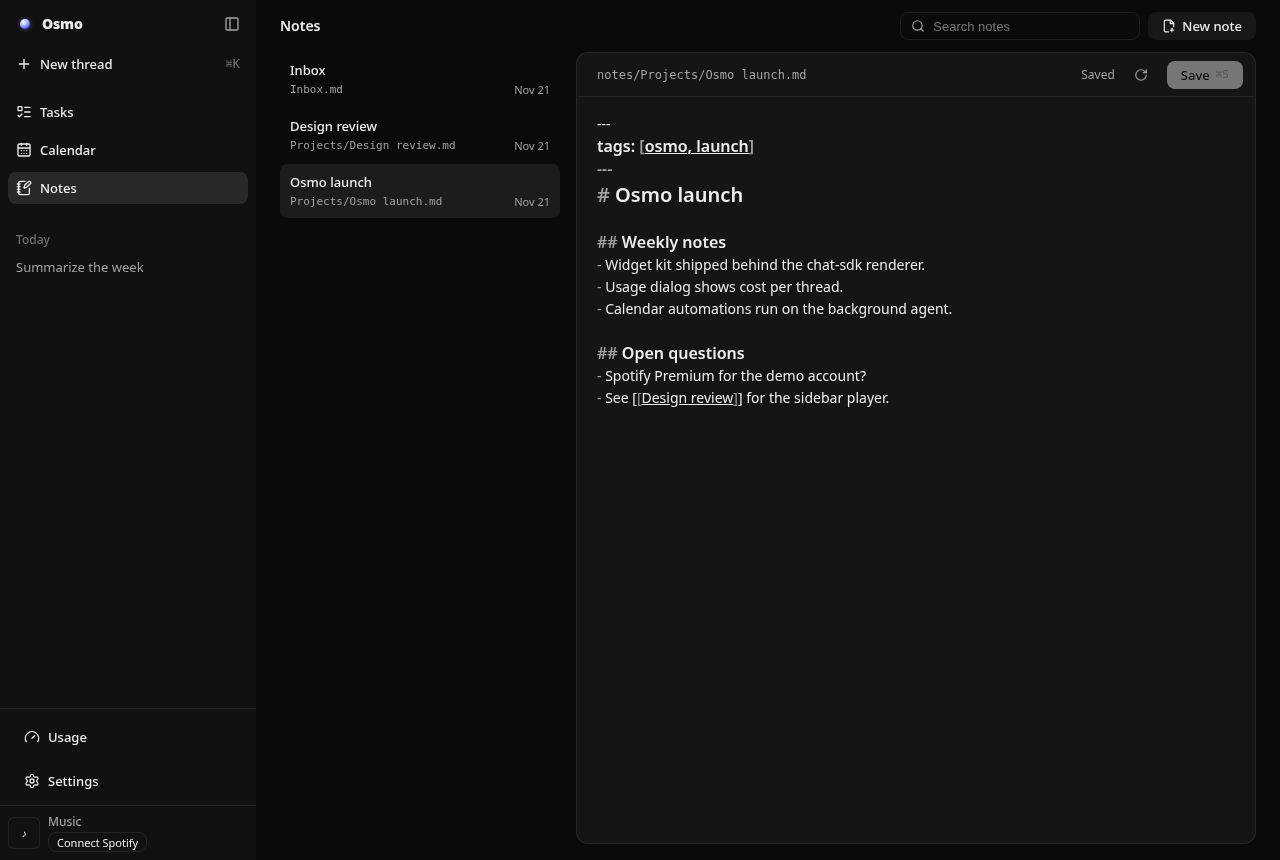 Osmo
New thread ⌘K
Tasks
Calendar
Notes
Today
Summarize the week
Usage
Settings
♪
Music
Connect Spotify
Notes
Search notes
New note
Inbox
Inbox.md Nov 21
Design review
Projects/Design review.md Nov 21
Osmo launch
Projects/Osmo launch.md Nov 21
notes/Projects/Osmo launch.md Saved Save ⌘S
---
tags: [osmo, launch]
---
# Osmo launch
## Weekly notes
- Widget kit shipped behind the chat-sdk renderer.
- Usage dialog shows cost per thread.
- Calendar automations run on the background agent.
## Open questions
- Spotify Premium for the demo account?
- See [[Design review]] for the sidebar player.